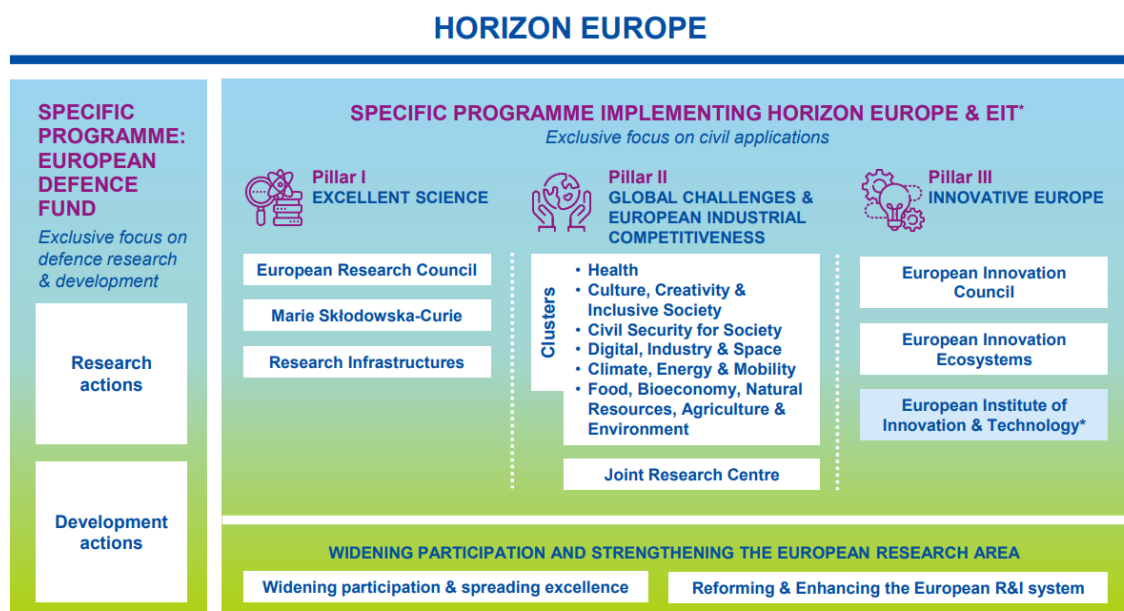 HORIZON EUROPE
SPECIFIC
PROGRAMME:
EUROPEAN
DEFENCE
FUND
Exclusive focus on
defence research
& development
Research
actions
Development
actions
SPECIFIC PROGRAMME IMPLEMENTING HORIZON EUROPE & EIT*
Exclusive focus on civil applications
Pillar I
EXCELLENT SCIENCE
European Research Council
Marie Skłodowska-Curie
Research Infrastructures
Pillar II
GLOBAL CHALLENGES &
EUROPEAN INDUSTRIAL
COMPETITIVENESS
Clusters
• Health
• Culture, Creativity &
Inclusive Society
• Civil Security for Society
• Digital, Industry & Space
• Climate, Energy & Mobility
• Food, Bioeconomy, Natural
Resources, Agriculture &
Environment
Joint Research Centre
Pillar III
INNOVATIVE EUROPE
European Innovation
Council
European Innovation
Ecosystems
European Institute of
Innovation & Technology*
WIDENING PARTICIPATION AND STRENGTHENING THE EUROPEAN RESEARCH AREA
Widening participation & spreading excellence
Reforming & Enhancing the European R&I system